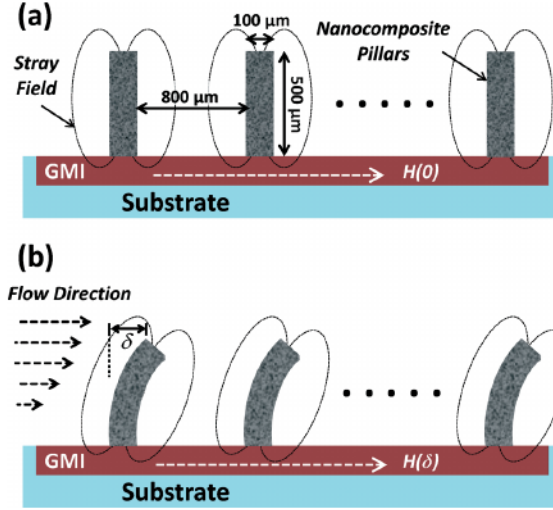 (a)
100 μm
Nanocomposite
Pillars
Stray
Field
800 μm
500 μm
GMI
H(0)
Substrate
(b)
Flow Direction
δ
GMI
H(δ)
Substrate